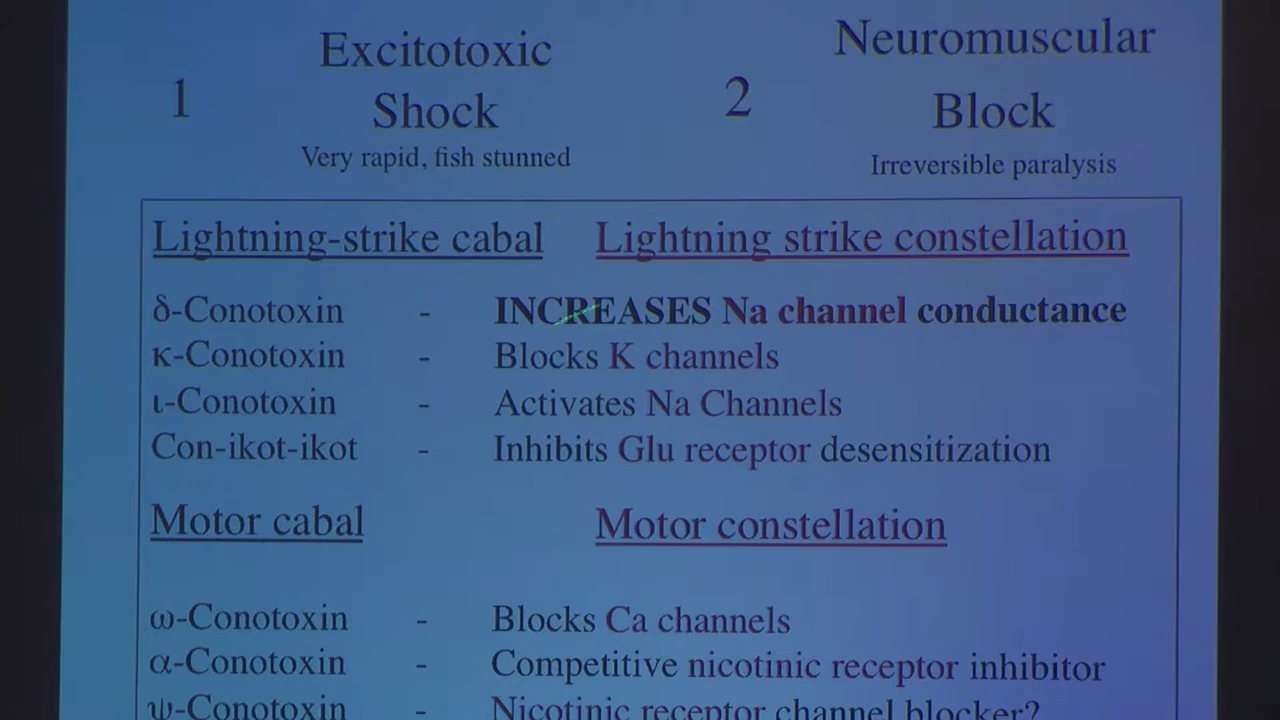 1
Excitotoxic
Shock
Very rapid, fish stunned
2
Neuromuscular
Block
Irreversible paralysis
Lightning-strike cabal Lightning strike constellation
δ-Conotoxin - INCREASES Na channel conductance
κ-Conotoxin - Blocks K channels
ι-Conotoxin - Activates Na Channels
Con-ikot-ikot - Inhibits Glu receptor desensitization
Motor cabal Motor constellation
ω-Conotoxin - Blocks Ca channels
α-Conotoxin - Competitive nicotinic receptor inhibitor
ψ-Conotoxin - Nicotinic receptor channel blocker?